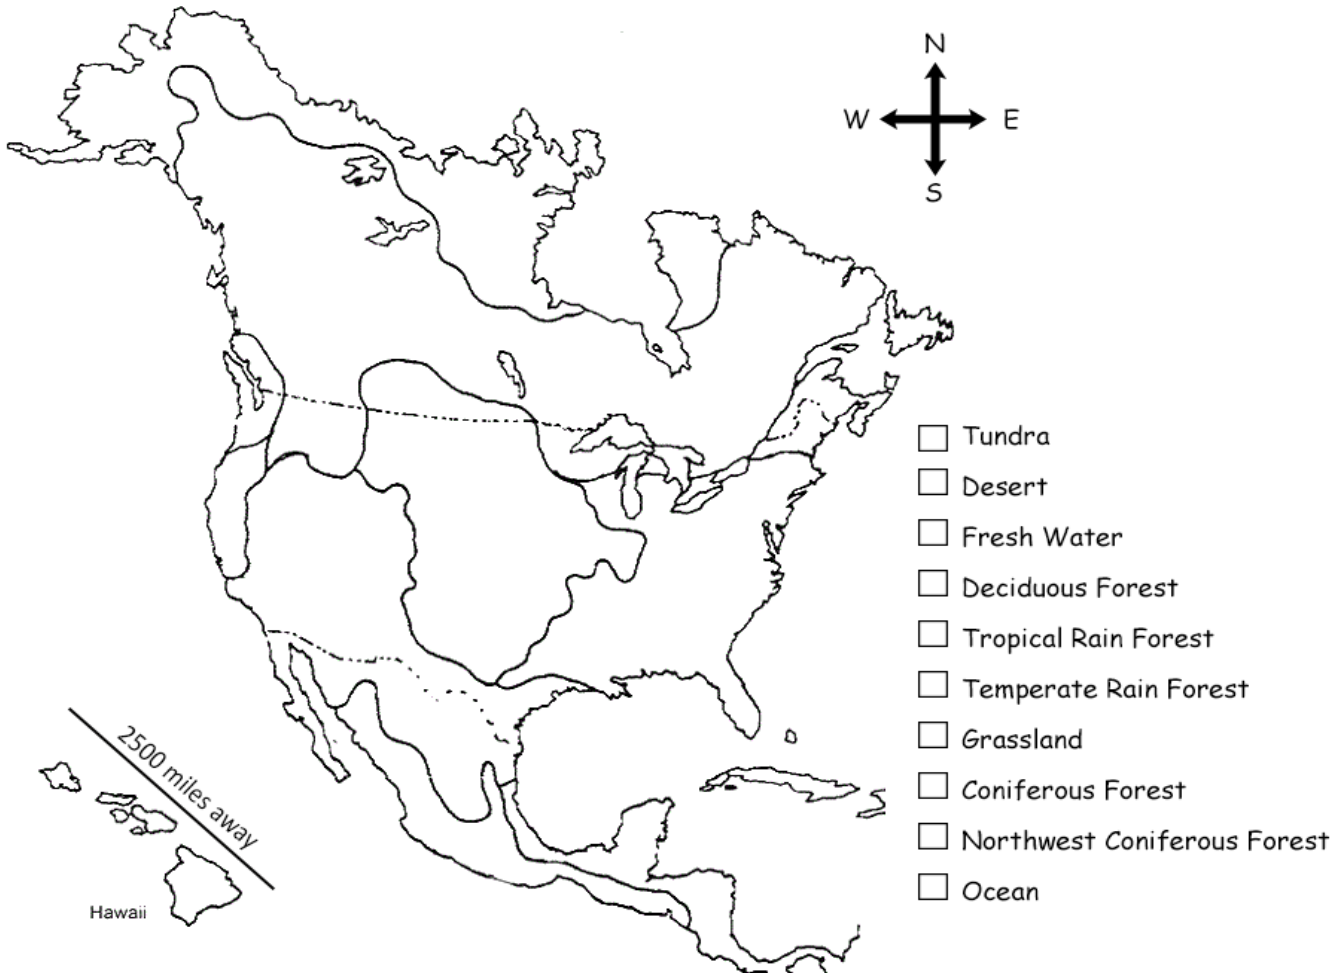 N
W E
S
Tundra
Desert
Fresh Water
Deciduous Forest
Tropical Rain Forest
Temperate Rain Forest
Grassland
Coniferous Forest
Northwest Coniferous Forest
Ocean
2500 miles away
Hawaii